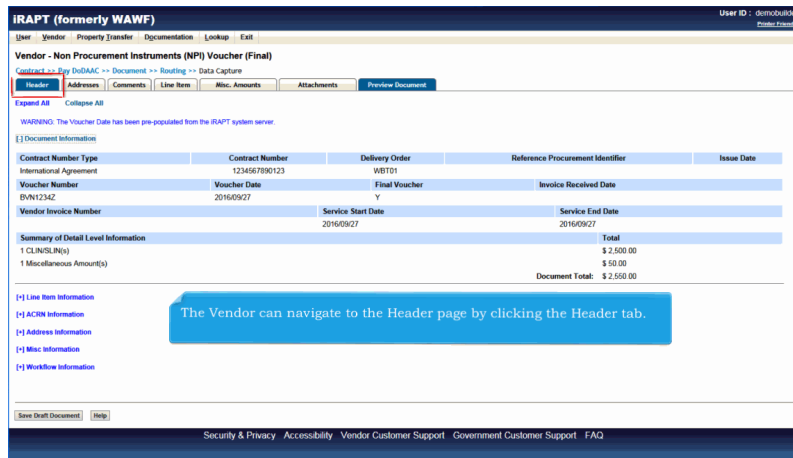 iRAPT (formerly WAWF)
User ID : demobuilde
Printer Friend
User Vendor Property Transfer Documentation Lookup Exit
Vendor - Non Procurement Instruments (NPI) Voucher (Final)
Contract >> Pay DoDAAC >> Document >> Routing >> Data Capture
Header Addresses Comments Line Item Misc. Amounts Attachments Preview Document
Expand All Collapse All
WARNING: The Voucher Date has been pre-populated from the iRAPT system server.
[-] Document Information
Contract Number Type Contract Number Delivery Order Reference Procurement Identifier Issue Date
International Agreement 1234567890123 WBT01
Voucher Number Voucher Date Final Voucher Invoice Received Date
BVN1234Z 2016/09/27 Y
Vendor Invoice Number Service Start Date Service End Date
2016/09/27 2016/09/27
Summary of Detail Level Information Total
1 CLIN/SLIN(s) $ 2,500.00
1 Miscellaneous Amount(s) $ 50.00
Document Total: $ 2,550.00
[+] Line Item Information
[+] ACRN Information
[+] Address Information
[+] Misc Information
[+] Workflow Information
The Vendor can navigate to the Header page by clicking the Header tab.
Save Draft Document Help
Security & Privacy Accessibility Vendor Customer Support Government Customer Support FAQ